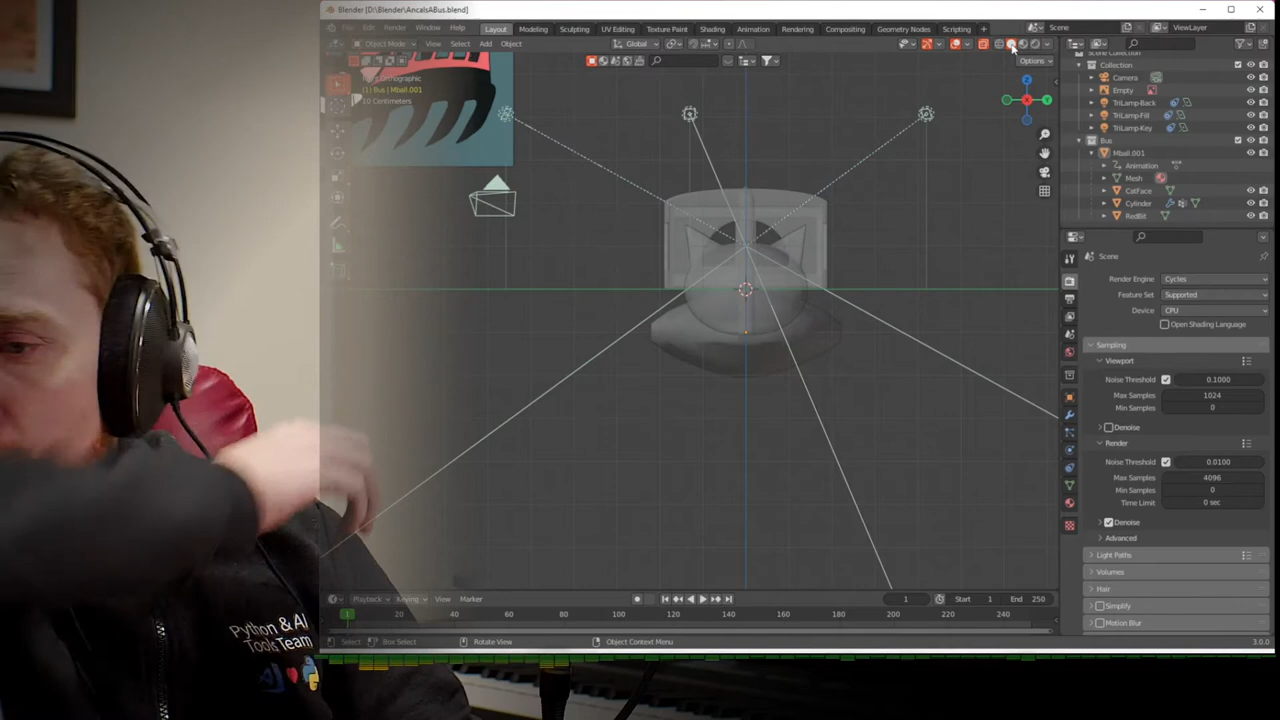 Blender [D:\Blender\AncalsABus.blend]
File Edit Render Window Help Layout Modeling Sculpting UV Editing Texture Paint Shading Animation Rendering Compositing Geometry Nodes Scripting + Scene ViewLayer
Object Mode View Select Add Object Global
Options
Orthographic
(1) Bus | Mball.001
10 Centimeters
Z
Y
Scene Collection
Collection
Camera
Empty
TriLamp-Back
TriLamp-Fill
TriLamp-Key
Bus
Mball.001
Animation
Mesh
CatFace
Cylinder
RedBit
Scene
Render Engine Cycles
Feature Set Supported
Device CPU
Open Shading Language
Sampling
Viewport
Noise Threshold 0.1000
Max Samples 1024
Min Samples 0
Denoise
Render
Noise Threshold 0.0100
Max Samples 4096
Min Samples 0
Time Limit 0 sec
Denoise
Advanced
Light Paths
Volumes
Hair
Simplify
Motion Blur
Playback Keying View Marker 1 Start 1 End 250
1 20 40 60 80 100 120 140 160 180 200 220 240
Select Box Select Rotate View Object Context Menu 3.0.0
Python & AI
Tools Team